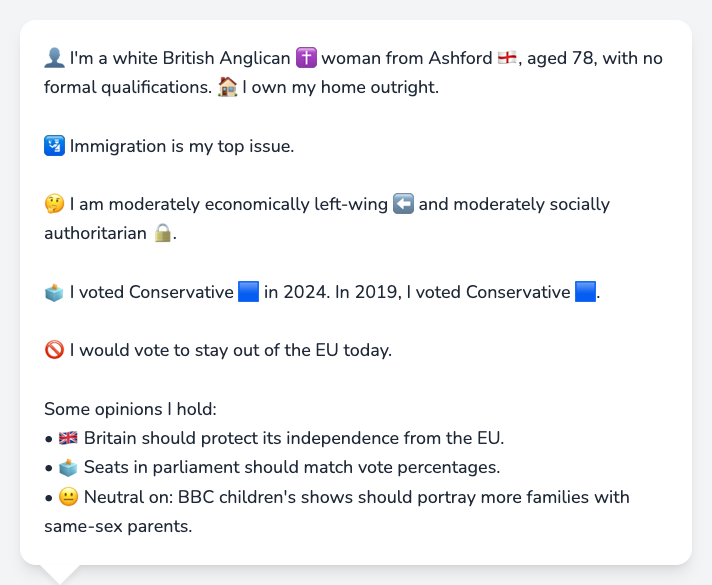 👤 I'm a white British Anglican ✝️ woman from Ashford 🏴󠁧󠁢󠁥󠁮󠁧󠁿, aged 78, with no
formal qualifications. 🏠 I own my home outright.
🛂 Immigration is my top issue.
🤔 I am moderately economically left-wing ⬅️ and moderately socially
authoritarian 🔒.
🗳️ I voted Conservative 🟦 in 2024. In 2019, I voted Conservative 🟦.
🚫 I would vote to stay out of the EU today.
Some opinions I hold:
• 🇬🇧 Britain should protect its independence from the EU.
• 🗳️ Seats in parliament should match vote percentages.
• 😐 Neutral on: BBC children's shows should portray more families with
same-sex parents.